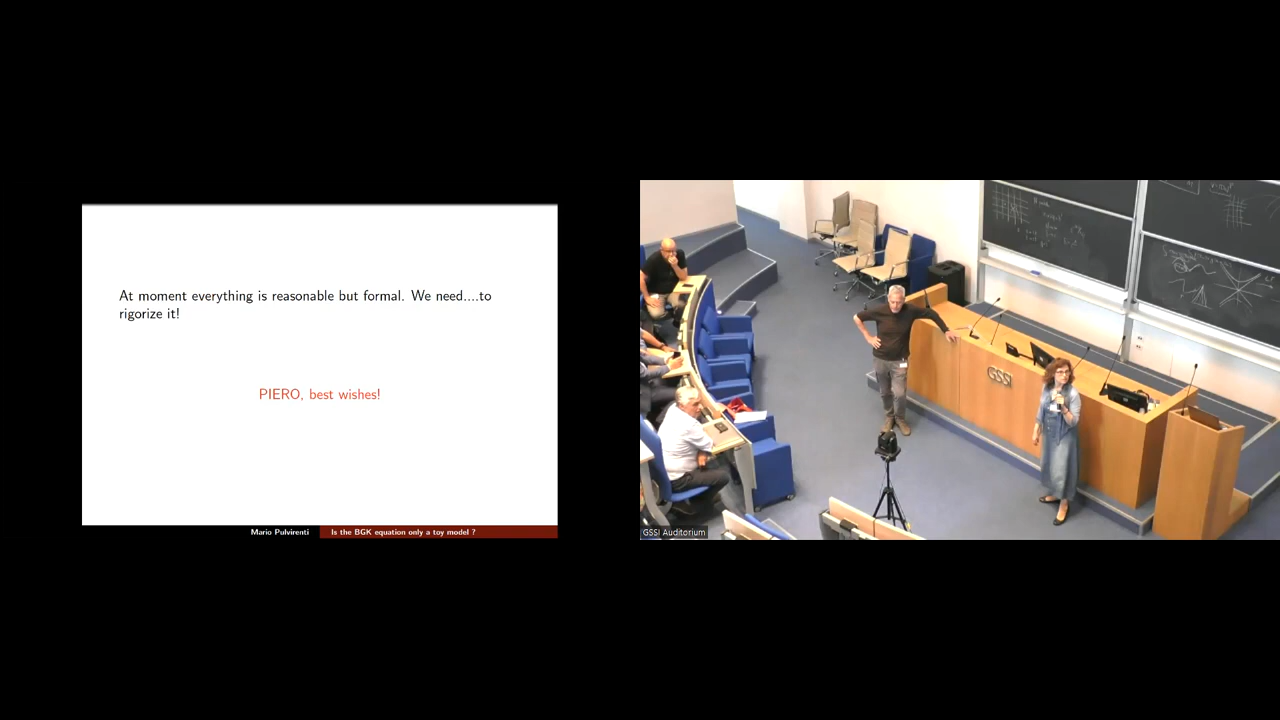 At moment everything is reasonable but formal. We need....to
rigorize it!
PIERO, best wishes!
Mario Pulvirenti
Is the BGK equation only a toy model ?
GSSI
GSSI Auditorium